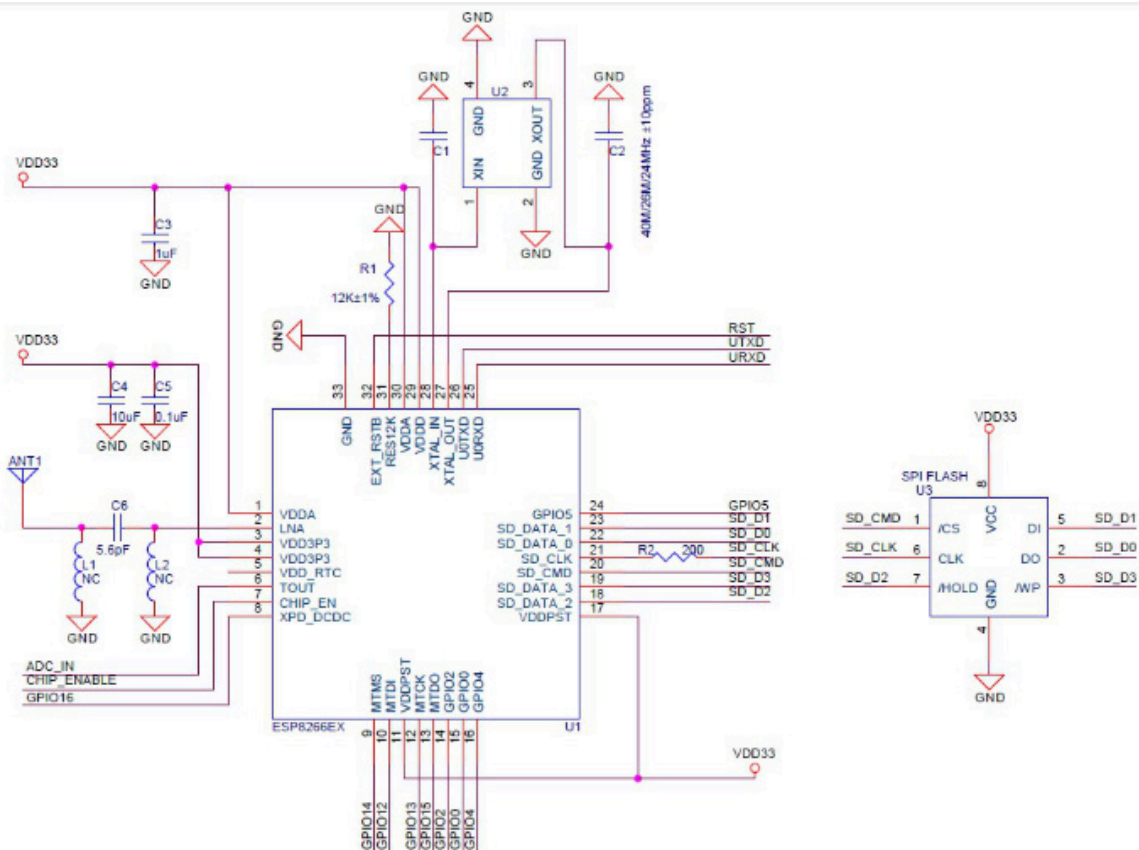 GND
4
3
GND
U2
GND
GND
XOUT
C1
C2
XIN
GND
40M/26M/24MHz ±10ppm
1
2
GND
VDD33
C3
1uF
GND
GND
R1
12K±1%
GND
RST
UTXD
URXD
VDD33
C4
C5
10uF
0.1uF
GND
GND
33
32
31
30
29
28
27
26
25
GND
EXT_RSTB
RES12K
VDDA
VDDD
XTAL_IN
XTAL_OUT
U0TXD
U0RXD
ANT1
C6
5.6pF
L1
NC
L2
NC
GND
GND
1 VDDA
2 LNA
3 VDD3P3
4 VDD3P3
5 VDD_RTC
6 TOUT
7 CHIP_EN
8 XPD_DCDC
GPIO5 24 GPIO5
SD_DATA_1 23 SD_D1
SD_DATA_0 22 SD_D0
SD_CLK 21 R2 200 SD_CLK
SD_CMD 20 SD_CMD
SD_DATA_3 19 SD_D3
SD_DATA_2 18 SD_D2
VDDPST 17
ADC_IN
CHIP_ENABLE
GPIO16
MTMS
MTDI
VDDPST
MTCK
MTDO
GPIO2
GPIO0
GPIO4
ESP8266EX
U1
9
10
11
12
13
14
15
16
GPIO14
GPIO12
GPIO13
GPIO15
GPIO2
GPIO0
GPIO4
VDD33
VDD33
SPI FLASH
U3
8
VCC
SD_CMD 1 /CS
SD_CLK 6 CLK
SD_D2 7 /HOLD
DI 5 SD_D1
DO 2 SD_D0
/WP 3 SD_D3
GND
4
GND